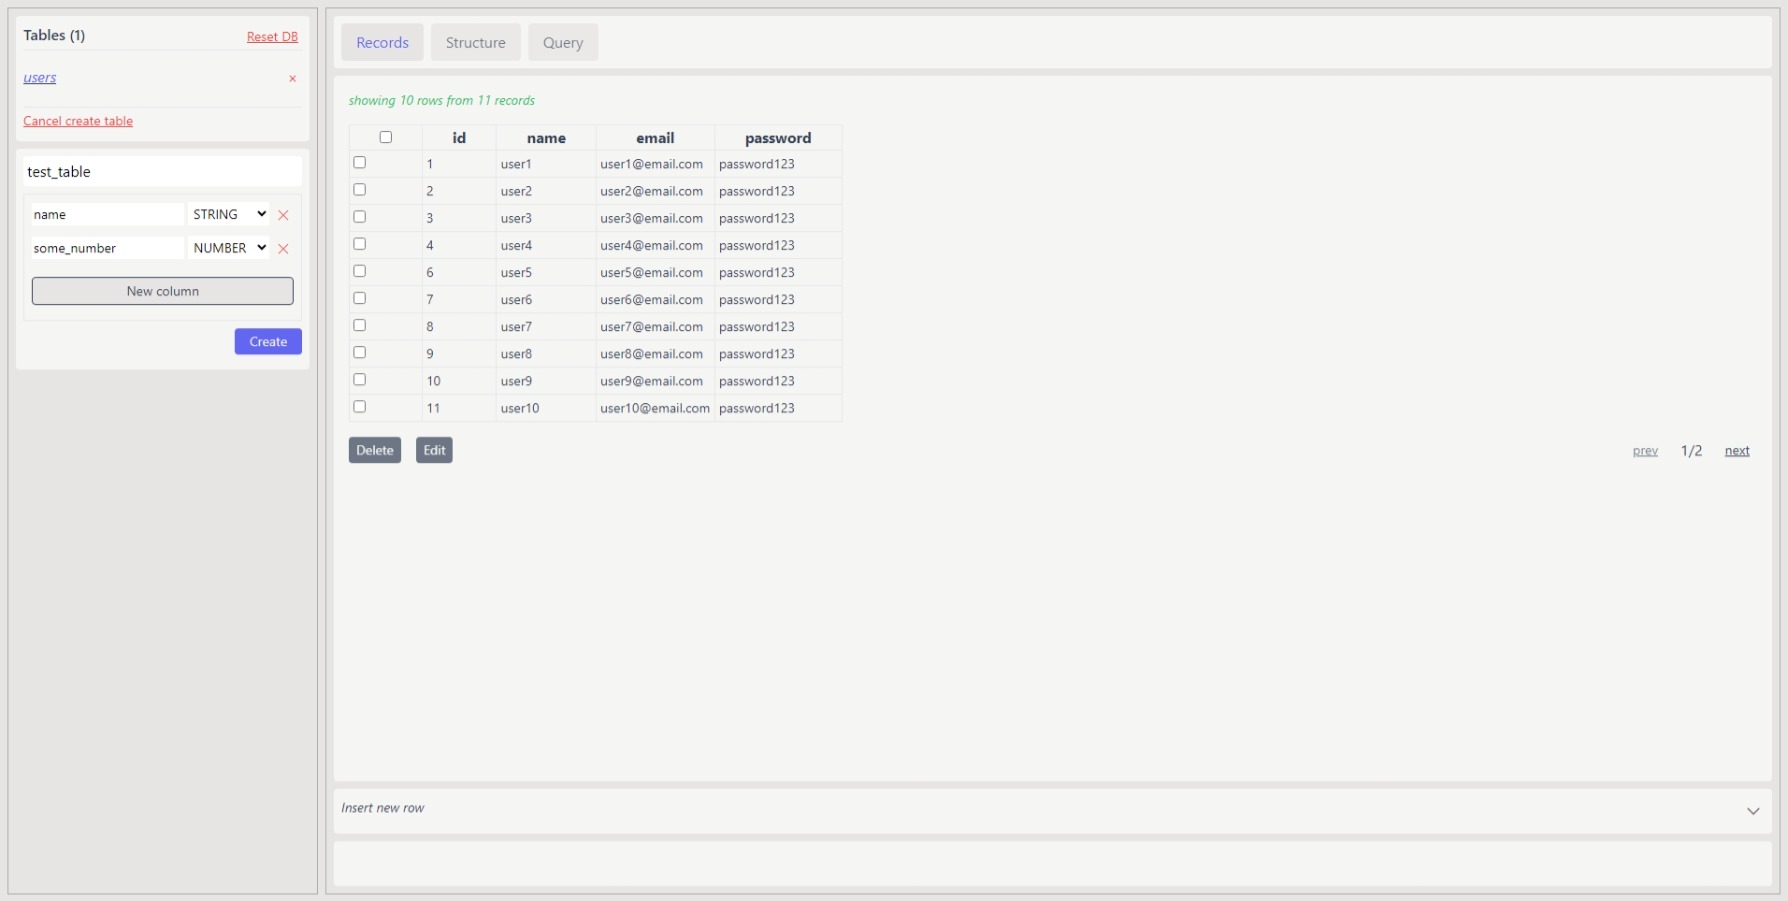 Tables (1) Reset DB
users ×
Cancel create table
test_table
name STRING
some_number NUMBER
New column
Create
Records Structure Query
showing 10 rows from 11 records
id name email password
1 user1 user1@email.com password123
2 user2 user2@email.com password123
3 user3 user3@email.com password123
4 user4 user4@email.com password123
6 user5 user5@email.com password123
7 user6 user6@email.com password123
8 user7 user7@email.com password123
9 user8 user8@email.com password123
10 user9 user9@email.com password123
11 user10 user10@email.com password123
Delete Edit prev 1/2 next
Insert new row